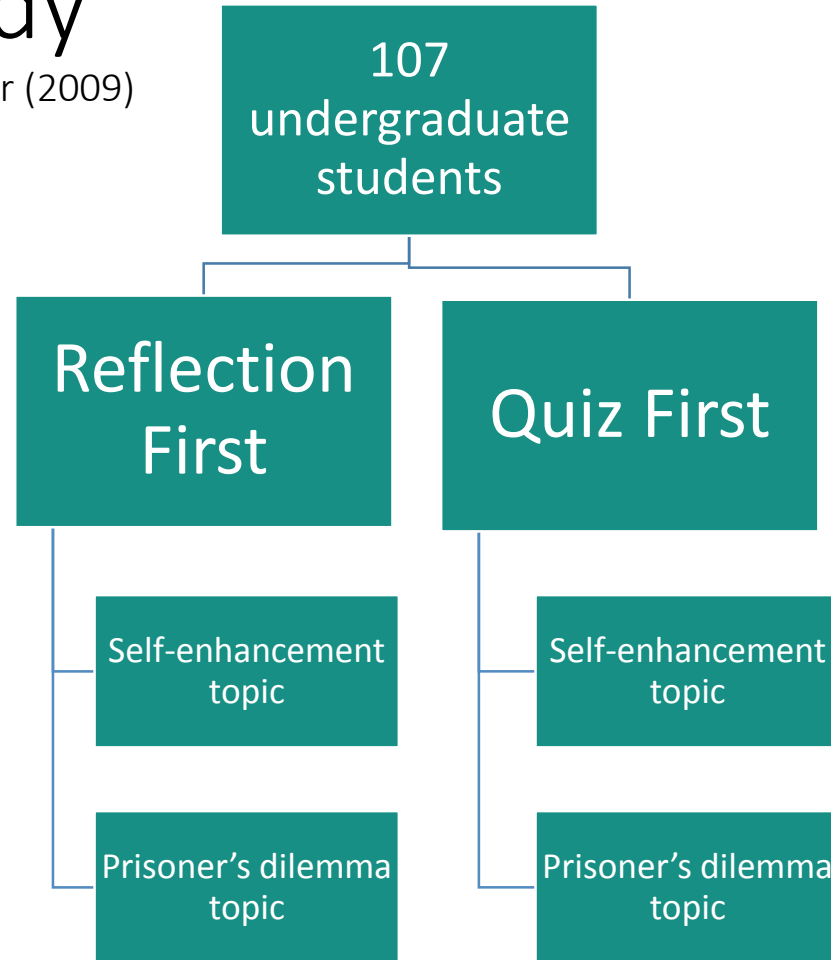 dy
r (2009)
107
undergraduate
students
Reflection
First
Quiz First
Self-enhancement
topic
Self-enhancement
topic
Prisoner’s dilemma
topic
Prisoner’s dilemma
topic